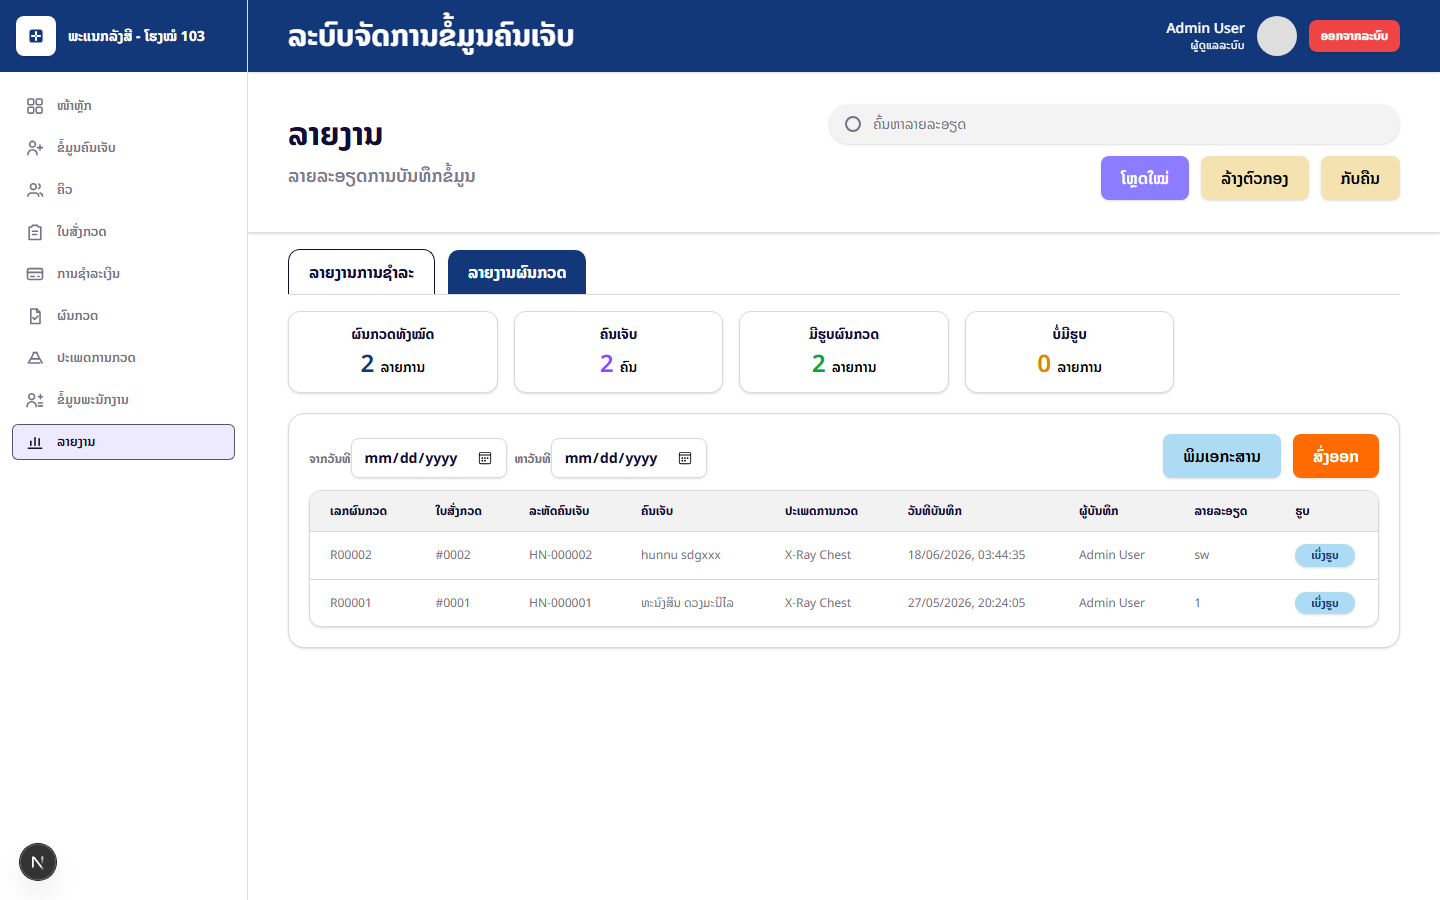 ພະແນກລັງສີ - ໂຮງໝໍ 103
ລະບົບຈັດການຂໍ້ມູນຄົນເຈັບ
Admin User
ຜູ້ດູແລລະບົບ
ອອກຈາກລະບົບ
ໜ້າຫຼັກ
ຂໍ້ມູນຄົນເຈັບ
ຄິວ
ໃບສັ່ງກວດ
ການຊຳລະເງິນ
ຜົນກວດ
ປະເພດການກວດ
ຂໍ້ມູນພະນັກງານ
ລາຍງານ
N
ລາຍງານ
ລາຍລະອຽດການບັນທຶກຂໍ້ມູນ
ຄົ້ນຫາລາຍລະອຽດ
ໂຫຼດໃໝ່ ລ້າງຕົວກອງ ກັບຄືນ
ລາຍງານການຊຳລະ ລາຍງານຜົນກວດ
ຜົນກວດທັງໝົດ ຄົນເຈັບ ມີຮູບຜົນກວດ ບໍ່ມີຮູບ
2 ລາຍການ 2 ຄົນ 2 ລາຍການ 0 ລາຍການ
ຈາກວັນທີ mm/dd/yyyy ຫາວັນທີ mm/dd/yyyy ພິມເອກະສານ ສົ່ງອອກ
ເລກຜົນກວດ ໃບສັ່ງກວດ ລະຫັດຄົນເຈັບ ຄົນເຈັບ ປະເພດການກວດ ວັນທີບັນທຶກ ຜູ້ບັນທຶກ ລາຍລະອຽດ ຮູບ
R00002 #0002 HN-000002 hunnu sdgxxx X-Ray Chest 18/06/2026, 03:44:35 Admin User sw ເບິ່ງຮູບ
R00001 #0001 HN-000001 ທະນົງສິນ ດວງມະນີໄລ X-Ray Chest 27/05/2026, 20:24:05 Admin User 1 ເບິ່ງຮູບ